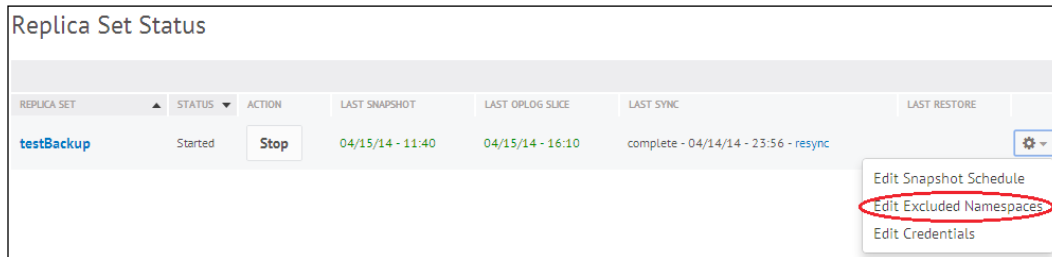 Replica Set Status
REPLICA SET STATUS ACTION LAST SNAPSHOT LAST OPLOG SLICE LAST SYNC LAST RESTORE
testBackup Started Stop 04/15/14 - 11:40 04/15/14 - 16:10 complete - 04/14/14 - 23:56 - resync
Edit Snapshot Schedule
Edit Excluded Namespaces
Edit Credentials